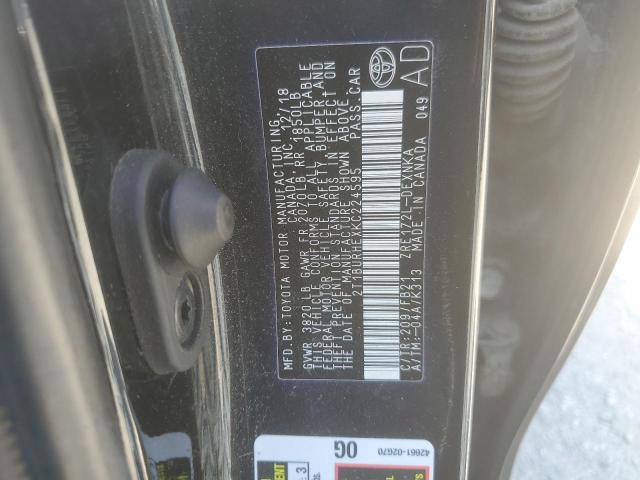 MFD. BY: TOYOTA MOTOR MANUFACTURING,
CANADA, INC. 12/18
GVWR 3820LB GAWR FR 2070LB RR 1850LB
THIS VEHICLE CONFORMS TO ALL APPLICABLE
FEDERAL MOTOR VEHICLE SAFETY, BUMPER, AND
THEFT PREVENTION STANDARDS IN EFFECT ON
THE DATE OF MANUFACTURE SHOWN ABOVE.
2T1BURHEXKC224595 PASS.CAR
C/TR: 209/FB21 ZRE172L-DEXNKA
A/TM: -04A/K313 MADE IN CANADA 049
AD
0G
42661-02G70
3